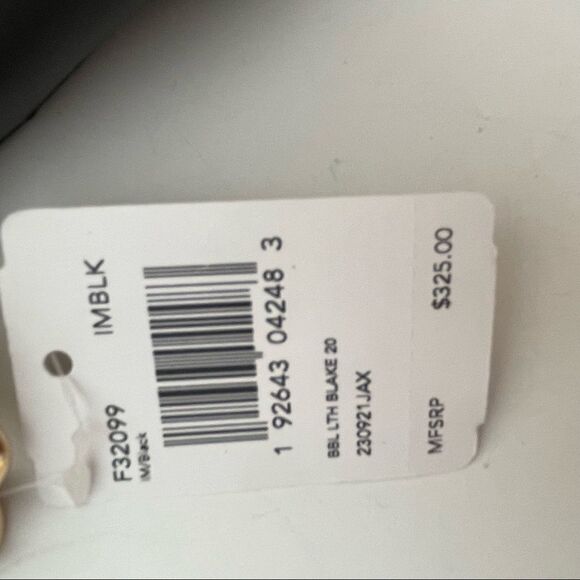 F32099 IMBLK
IM/Black
1 92643 04248 3
BBL LTH BLAKE 20
230921JAX
MFSRP $325.00